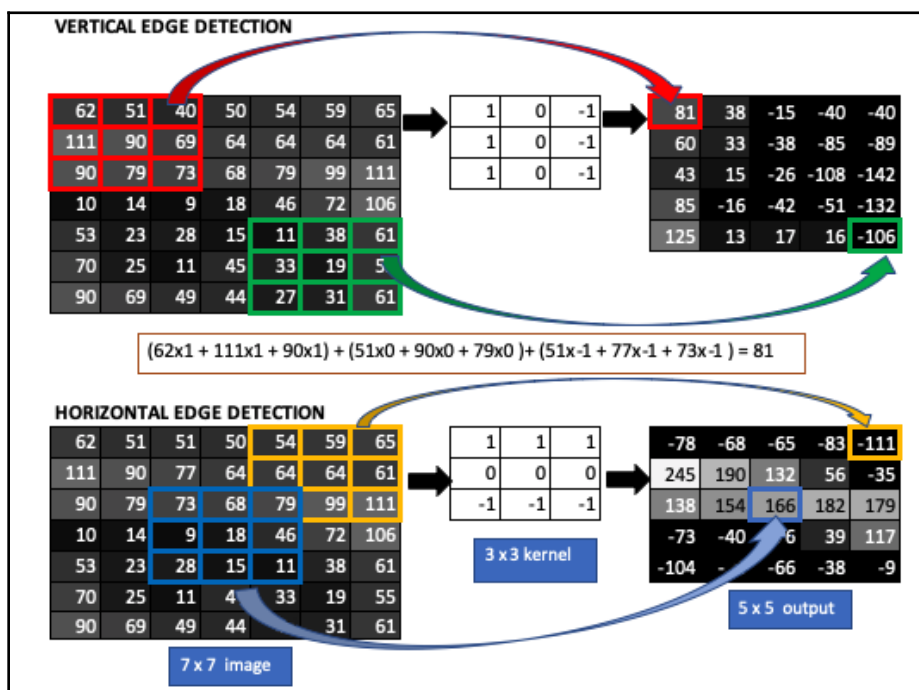 VERTICAL EDGE DETECTION
62 51 40 50 54 59 65 1 0 -1 81 38 -15 -40 -40
111 90 69 64 64 64 61 1 0 -1 60 33 -38 -85 -89
90 79 73 68 79 99 111 1 0 -1 43 15 -26 -108 -142
10 14 9 18 46 72 106 85 -16 -42 -51 -132
53 23 28 15 11 38 61 125 13 17 16 -106
70 25 11 45 33 19
90 69 49 44 27 31 61
(62x1 + 111x1 + 90x1) + (51x0 + 90x0 + 79x0 )+ (51x-1 + 77x-1 + 73x-1 ) = 81
HORIZONTAL EDGE DETECTION
62 51 51 50 54 59 65 1 1 1 -78 -68 -65 -83 -111
111 90 77 64 64 64 61 0 0 0 245 190 132 56 -35
90 79 73 68 79 99 111 -1 -1 -1 138 154 166 182 179
10 14 9 18 46 72 106 -73 -40 39 117
53 23 28 15 11 38 61 3 x 3 kernel -104 -66 -38 -9
70 25 11 33 19 55 5 x 5 output
90 69 49 44 31 61
7 x 7 image